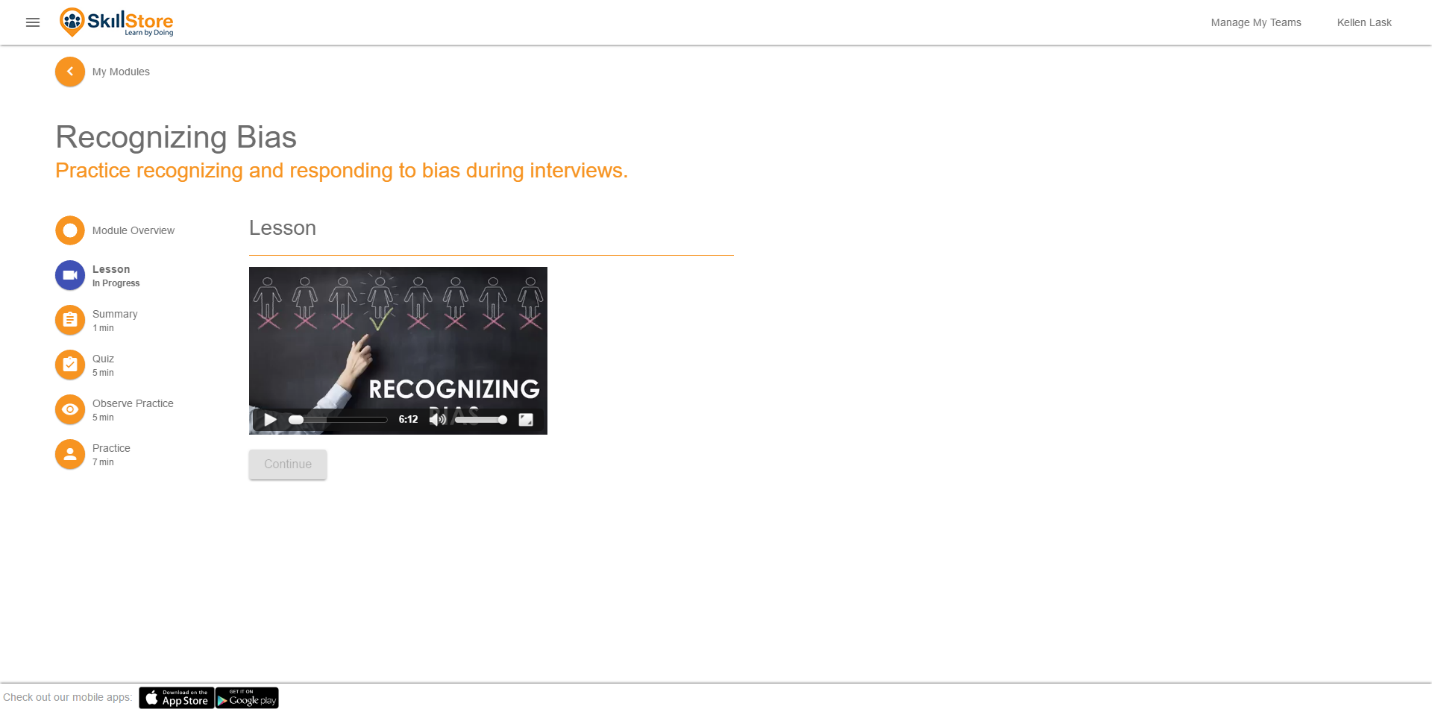 SkillStore
Learn by Doing
Manage My Teams
Kellen Lask
My Modules
Recognizing Bias
Practice recognizing and responding to bias during interviews.
Module Overview
Lesson
In Progress
Summary
1 min
Quiz
5 min
Observe Practice
5 min
Practice
7 min
Lesson
RECOGNIZING
BIAS
6:12
Continue
Check out our mobile apps:
Download on the
App Store
GET IT ON
Google play